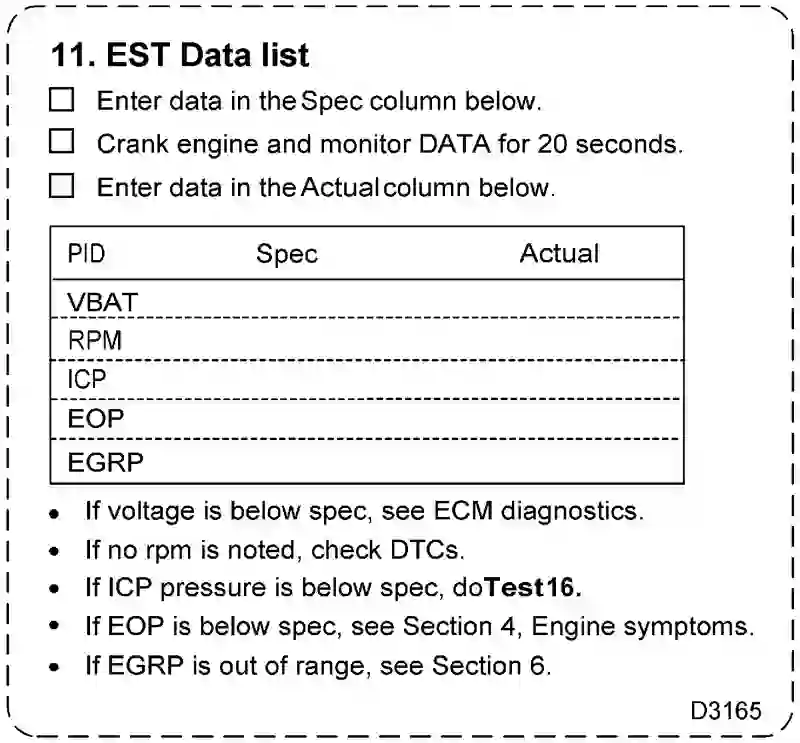 11. EST Data list
Enter data in the Spec column below.
Crank engine and monitor DATA for 20 seconds.
Enter data in the Actual column below.
PID Spec Actual
VBAT
RPM
ICP
EOP
EGRP
• If voltage is below spec, see ECM diagnostics.
• If no rpm is noted, check DTCs.
• If ICP pressure is below spec, do Test 16.
• If EOP is below spec, see Section 4, Engine symptoms.
• If EGRP is out of range, see Section 6.
D3165